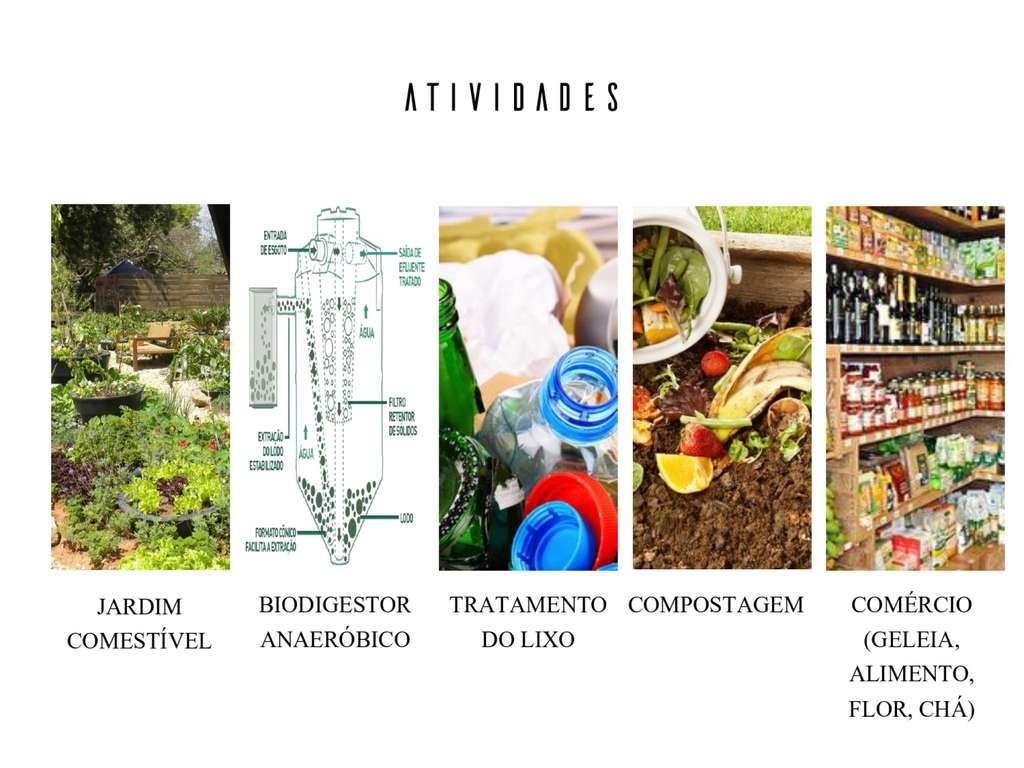 ATIVIDADES
ENTRADA
DE ESGOTO
SAÍDA DE
EFLUENTE
TRATADO
ÁGUA
FILTRO
RETENTOR
DE SÓLIDOS
EXTRAÇÃO
DO LODO
ESTABILIZADO
ÁGUA
LODO
FORMATO CÔNICO
FACILITA A EXTRAÇÃO
JARDIM
COMESTÍVEL
BIODIGESTOR
ANAERÓBICO
TRATAMENTO
DO LIXO
COMPOSTAGEM
COMÉRCIO
(GELEIA,
ALIMENTO,
FLOR, CHÁ)